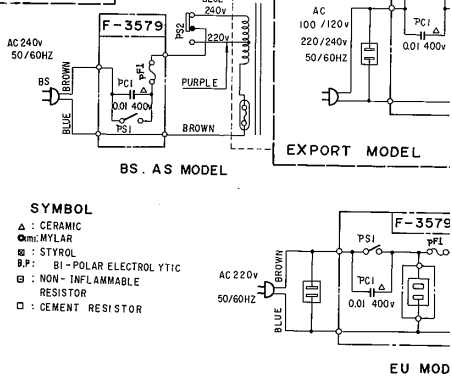 F-3579
AC 240v
50/60HZ
BS
BROWN
BLUE
PC1
0.01 400v
PS1
PF1
PS2
240v
220v
PURPLE
BROWN
BS. AS MODEL
AC
100/120v
220/240v
50/60HZ
PC1
0.01 400v
EXPORT MODEL
SYMBOL
△ : CERAMIC
: MYLAR
: STYROL
B.P: BI-POLAR ELECTROLYTIC
: NON-INFLAMMABLE
RESISTOR
□ : CEMENT RESISTOR
AC 220v
50/60HZ
BROWN
BLUE
F-3579
PS1
PF1
PC1
0.01 400v
EU MOD